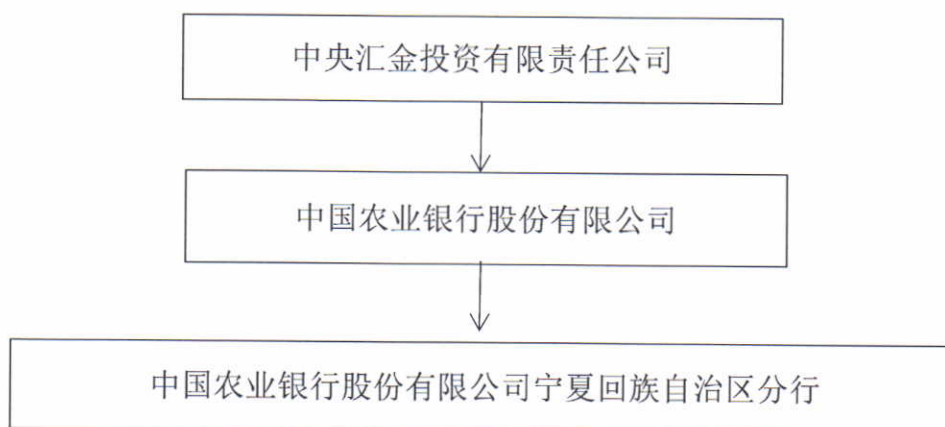 中央汇金投资有限责任公司
中国农业银行股份有限公司
中国农业银行股份有限公司宁夏回族自治区分行